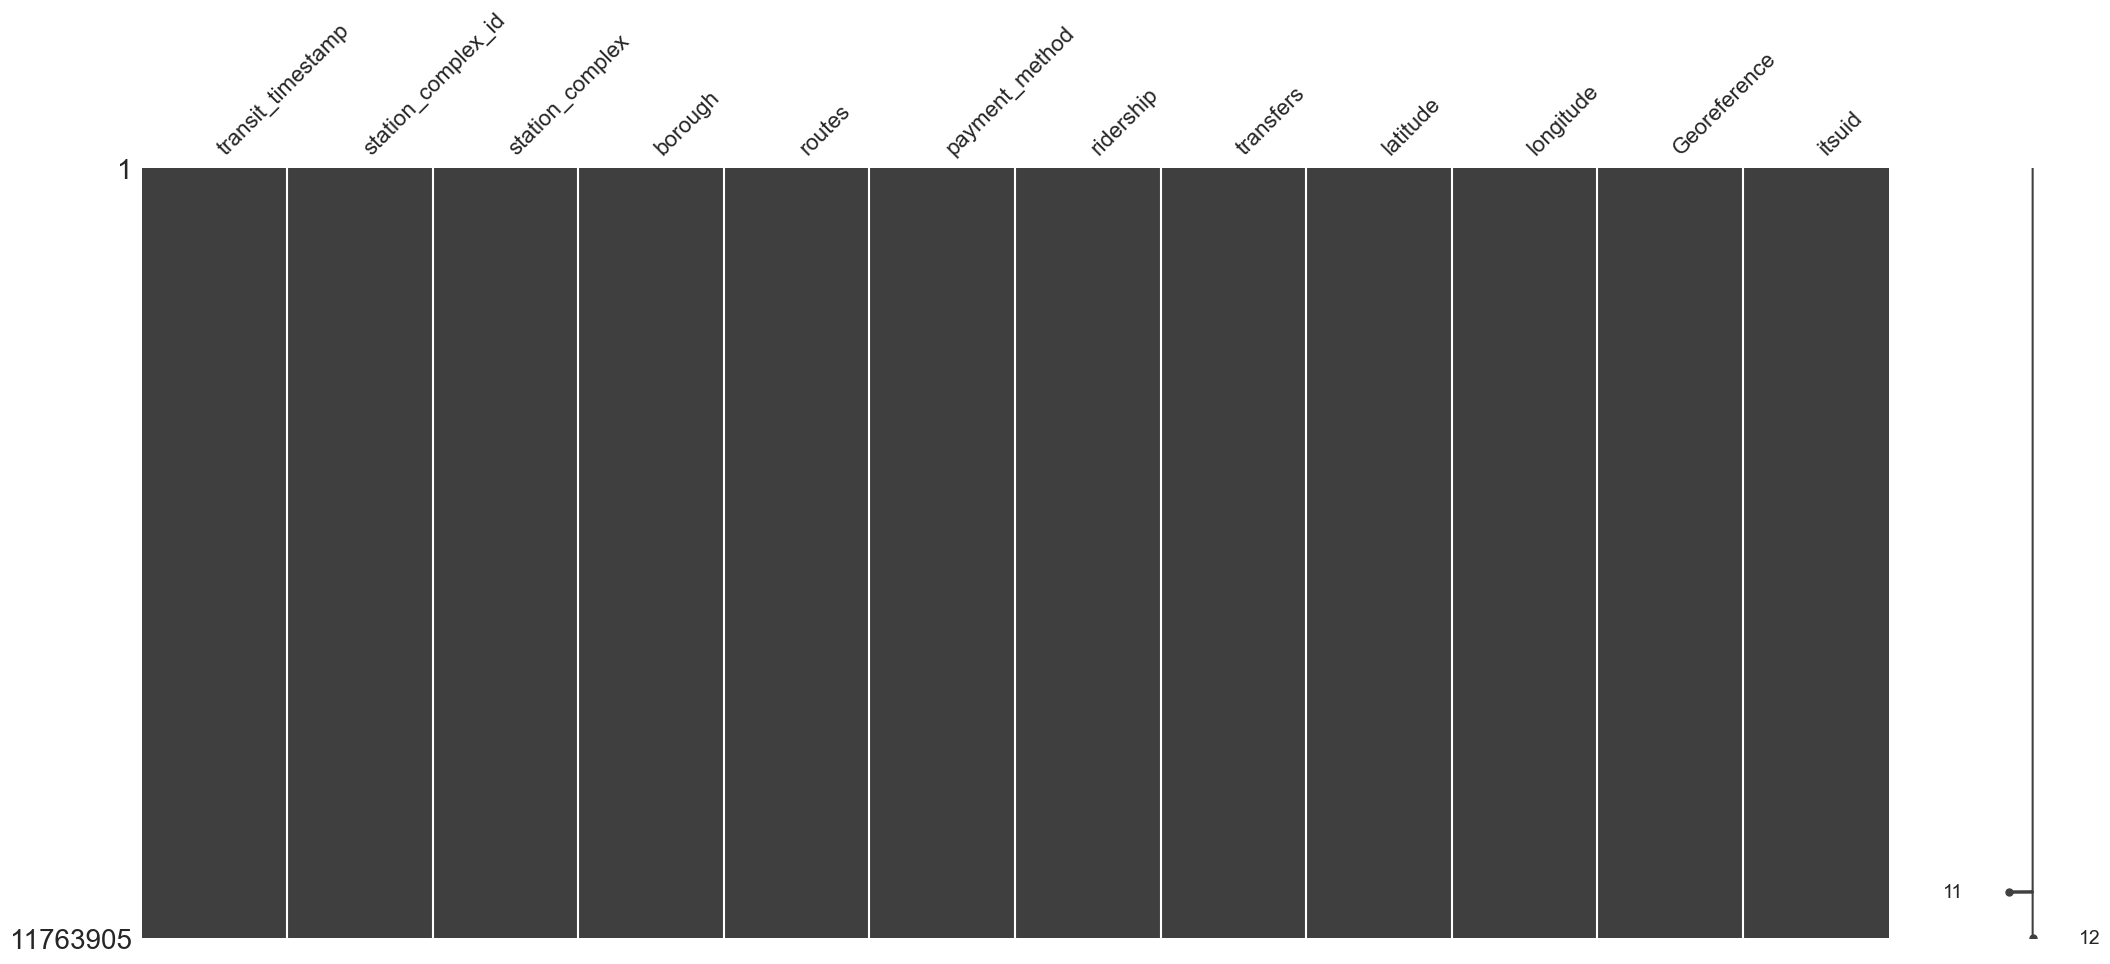 transit_timestamp
station_complex_id
station_complex
borough
routes
payment_method
ridership
transfers
latitude
longitude
Georeference
itsuid
1
11
11763905
12